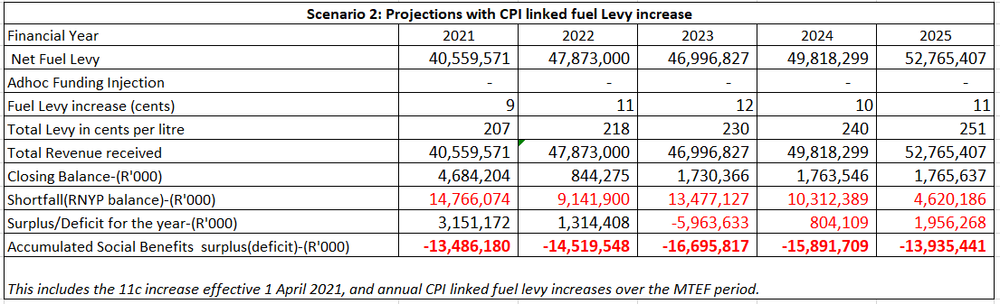 Scenario 2: Projections with CPI linked fuel Levy increase
Financial Year 2021 2022 2023 2024 2025
Net Fuel Levy 40,559,571 47,873,000 46,996,827 49,818,299 52,765,407
Adhoc Funding Injection - - - - -
Fuel Levy increase (cents) 9 11 12 10 11
Total Levy in cents per litre 207 218 230 240 251
Total Revenue received 40,559,571 47,873,000 46,996,827 49,818,299 52,765,407
Closing Balance-(R'000) 4,684,204 844,275 1,730,366 1,763,546 1,765,637
Shortfall(RNYP balance)-(R'000) 14,766,074 9,141,900 13,477,127 10,312,389 4,620,186
Surplus/Deficit for the year-(R'000) 3,151,172 1,314,408 -5,963,633 804,109 1,956,268
Accumulated Social Benefits surplus(deficit)-(R'000) -13,486,180 -14,519,548 -16,695,817 -15,891,709 -13,935,441
This includes the 11c increase effective 1 April 2021, and annual CPI linked fuel levy increases over the MTEF period.